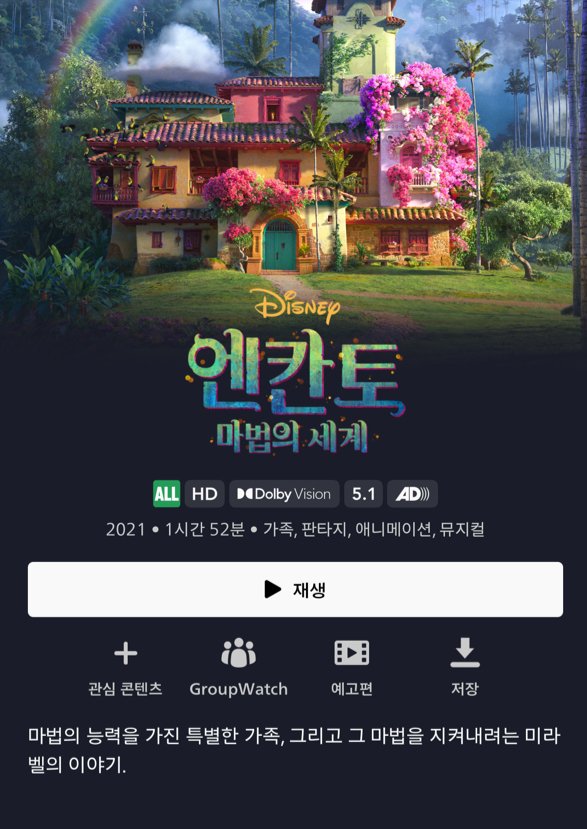 Disney
엔칸토
마법의 세계
ALL HD Dolby Vision 5.1 AD
2021 • 1시간 52분 • 가족, 판타지, 애니메이션, 뮤지컬
재생
관심 콘텐츠 GroupWatch 예고편 저장
마법의 능력을 가진 특별한 가족, 그리고 그 마법을 지켜내려는 미라
벨의 이야기.